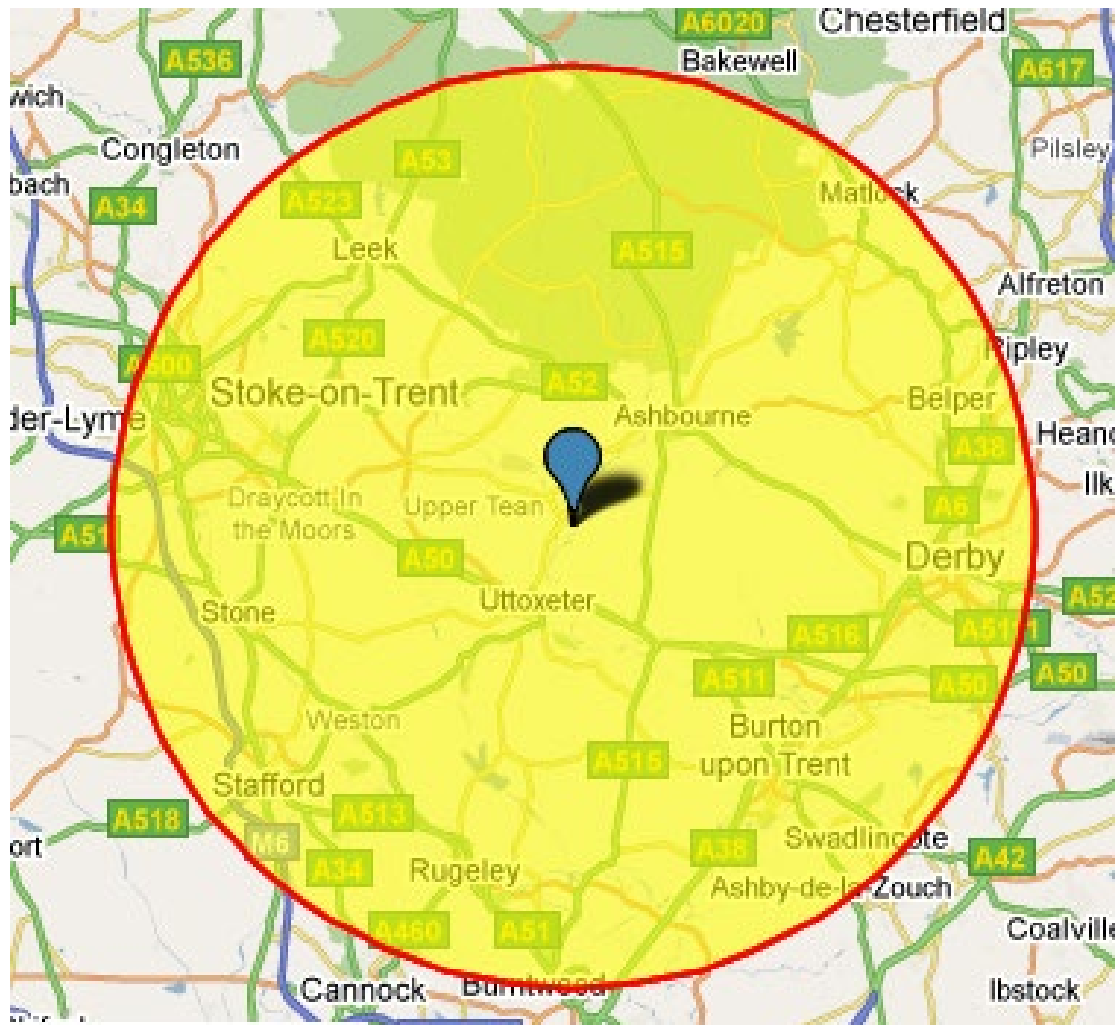 Chesterfield
A6020
A536
Bakewell
A617
wich
Congleton
Pilsley
A53
bach
Matlock
A523
A34
Leek
A515
Alfreton
A520
Ripley
A500
A52
Stoke-on-Trent
Belper
Ashbourne
der-Lyme
Heano
A38
Ilk
Draycott In
the Moors
Upper Tean
A6
A51
A50
Derby
A52
Uttoxeter
Stone
A516
A5111
A50
A511
A50
Weston
Burton
upon Trent
A515
Stafford
A513
A518
M6
Swadlincote
A38
ort
A42
A34
Rugeley
Ashby-de-la-Zouch
A460
A51
Coalville
Cannock
Burntwood
Ibstock